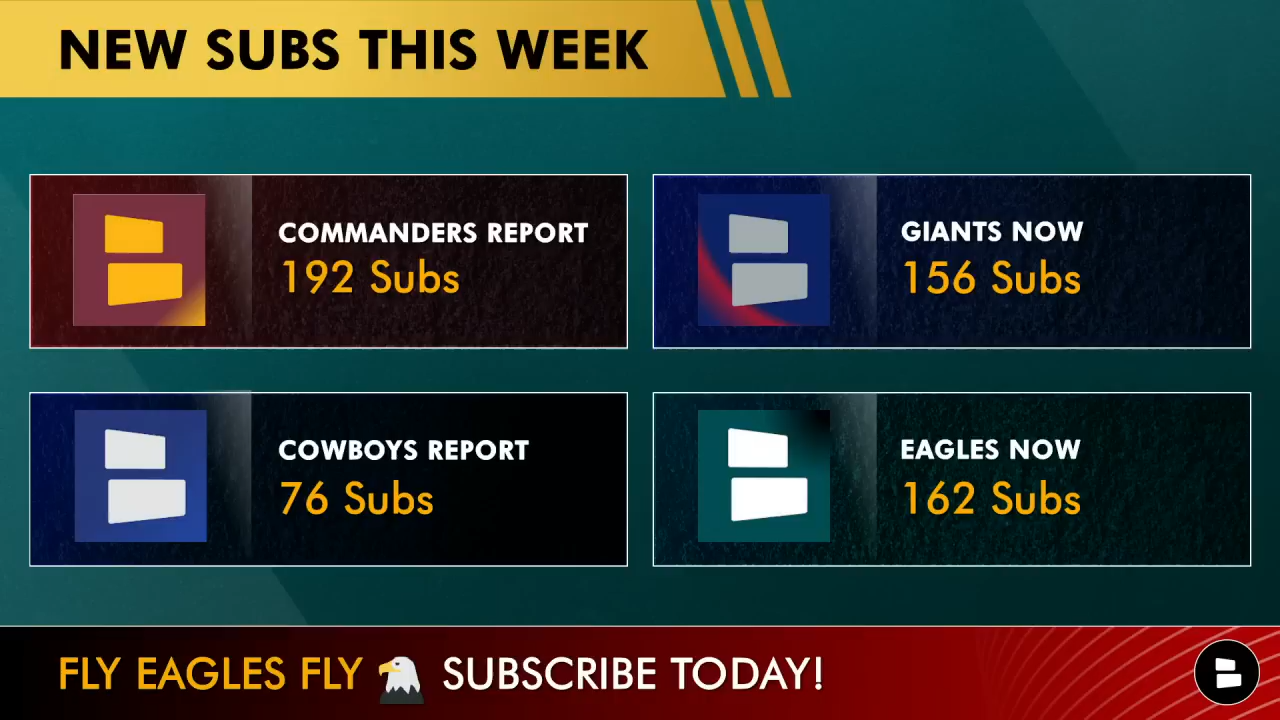 NEW SUBS THIS WEEK
COMMANDERS REPORT
192 Subs
GIANTS NOW
156 Subs
COWBOYS REPORT
76 Subs
EAGLES NOW
162 Subs
FLY EAGLES FLY 🦅 SUBSCRIBE TODAY!